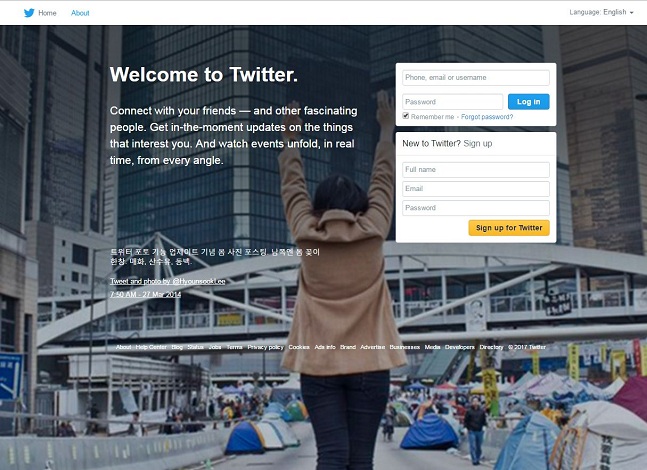 Home
About
Language: English
Welcome to Twitter.
Connect with your friends — and other fascinating
people. Get in-the-moment updates on the things
that interest you. And watch events unfold, in real
time, from every angle.
Phone, email or username
Password
Log in
Remember me · Forgot password?
New to Twitter? Sign up
Full name
Email
Password
Sign up for Twitter
트위터 포토 기능 업데이트 기념 봄 사진 포스팅. 남쪽엔 봄 꽃이
한창. 매화, 산수유, 동백.
Tweet and photo by @HyounsookLee
7:50 AM - 27 Mar 2014
About Help Center Blog Status Jobs Terms Privacy policy Cookies Ads info Brand Advertise Businesses Media Developers Directory © 2017 Twitter